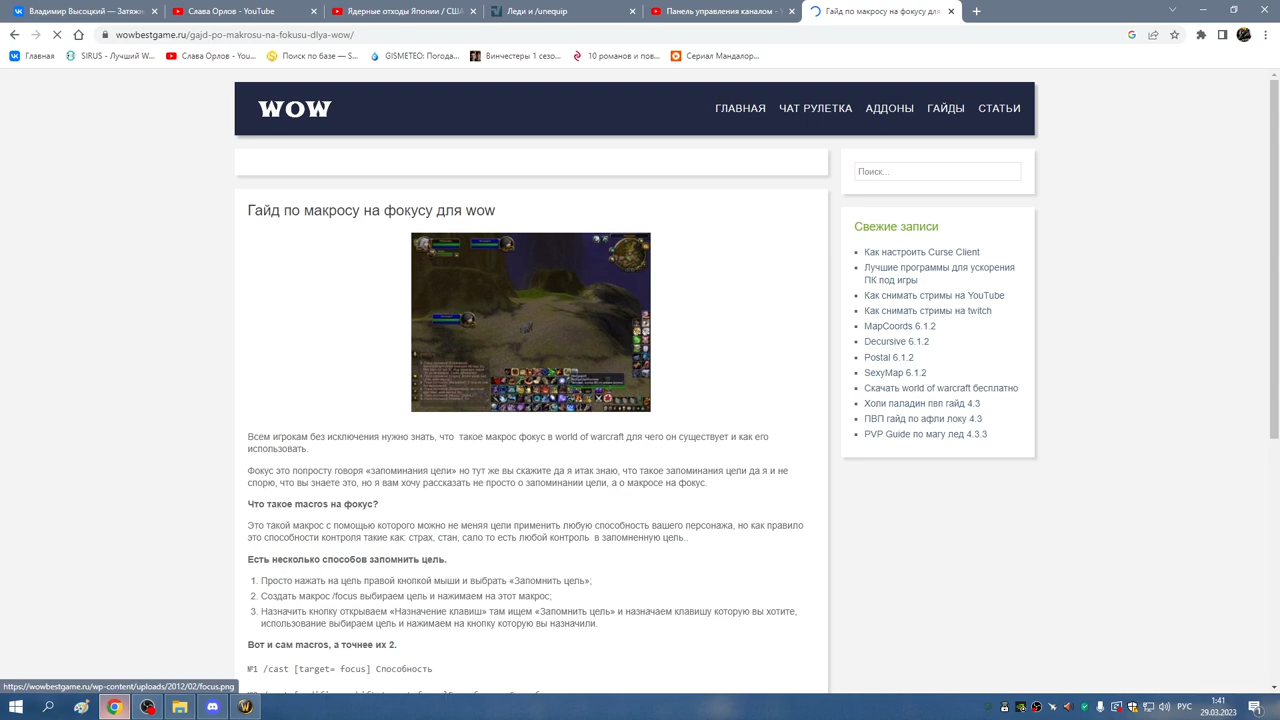 Владимир Высоцкий — Затяж
Ядерные отходы Японии / США
Леди и /unequip
Панель управления каналом -
Гайд по макросу на фокусу для
wowbestgame.ru/gajd-po-makrosu-na-fokusu-dlya-wow/
Главная
SIRUS - Лучший W...
Слава Орлов - You...
Поиск по базе — S...
GISMETEO: Погода...
Винчестеры 1 сезо...
10 романов и пов...
Сериал Мандалор...
WOW
ГЛАВНАЯ ЧАТ РУЛЕТКА АДДОНЫ ГАЙДЫ СТАТЬИ
Поиск...
Гайд по макросу на фокусу для wow
Всем игрокам без исключения нужно знать, что такое макрос фокус в world of warcraft для чего он существует и как его
использовать.
Фокус это попросту говоря «запоминания цели» но тут же вы скажите да я итак знаю, что такое запоминания цели да я и не
спорю, что вы знаете это, но я вам хочу рассказать не просто о запоминании цели, а о макросе на фокус.
Что такое macros на фокус?
Это такой макрос с помощью которого можно не меняя цели применить любую способность вашего персонажа, но как правило
это способности контроля такие как: страх, стан, сало то есть любой контроль в запомненную цель..
Есть несколько способов запомнить цель.
1. Просто нажать на цель правой кнопкой мыши и выбрать «Запомнить цель»;
2. Создать макрос /focus выбираем цель и нажимаем на этот макрос;
3. Назначить кнопку открываем «Назначение клавиш» там ищем «Запомнить цель» и назначаем клавишу которую вы хотите,
использование выбираем цель и нажимаем на кнопку которую вы назначили.
Вот и сам macros, а точнее их 2.
№1 /cast [target= focus] Способность
Свежие записи
Как настроить Curse Client
Лучшие программы для ускорения
ПК под игры
Как снимать стримы на YouTube
Как снимать стримы на twitch
MapCoords 6.1.2
Decursive 6.1.2
Postal 6.1.2
SexyMap 6.1.2
Скачать world of warcraft бесплатно
Холи паладин пвп гайд 4.3
ПВП гайд по афли локу 4.3
PVP Guide по магу лед 4.3.3
https://wowbestgame.ru/wp-content/uploads/2012/02/focus.png
РУС
1:41
29.03.2023